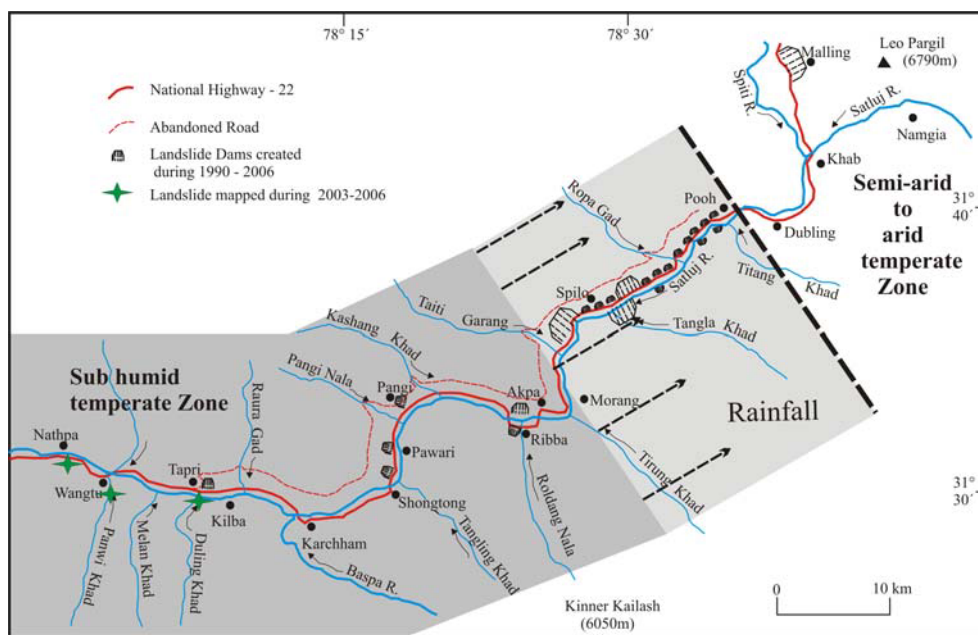 78° 15´
78° 30´
National Highway - 22
Abandoned Road
Landslide Dams created
during 1990 - 2006
Landslide mapped during 2003-2006
Malling
Leo Pargil
(6790m)
Spiti R.
Satluj R.
Namgia
Khab
Semi-arid
to
arid
temperate
Zone
31°
40´
Pooh
Ropa Gad
Dubling
Titang
Khad
Spilo
Satluj R.
Taiti
Garang
Tangla Khad
Kashang
Khad
Pangi Nala
Pangi
Sub humid
temperate Zone
Raura
Gad
Akpa
Morang
Rainfall
Nathpa
Ribba
Pawari
Tirung Khad
Tapri
Wangtu
Kilba
Shongtong
31°
30´
Karchham
Roldang Nala
Tangling Khad
Panwi Khad
Melan Khad
Duling Khad
Baspa R.
Kinner Kailash
(6050m)
0
10 km